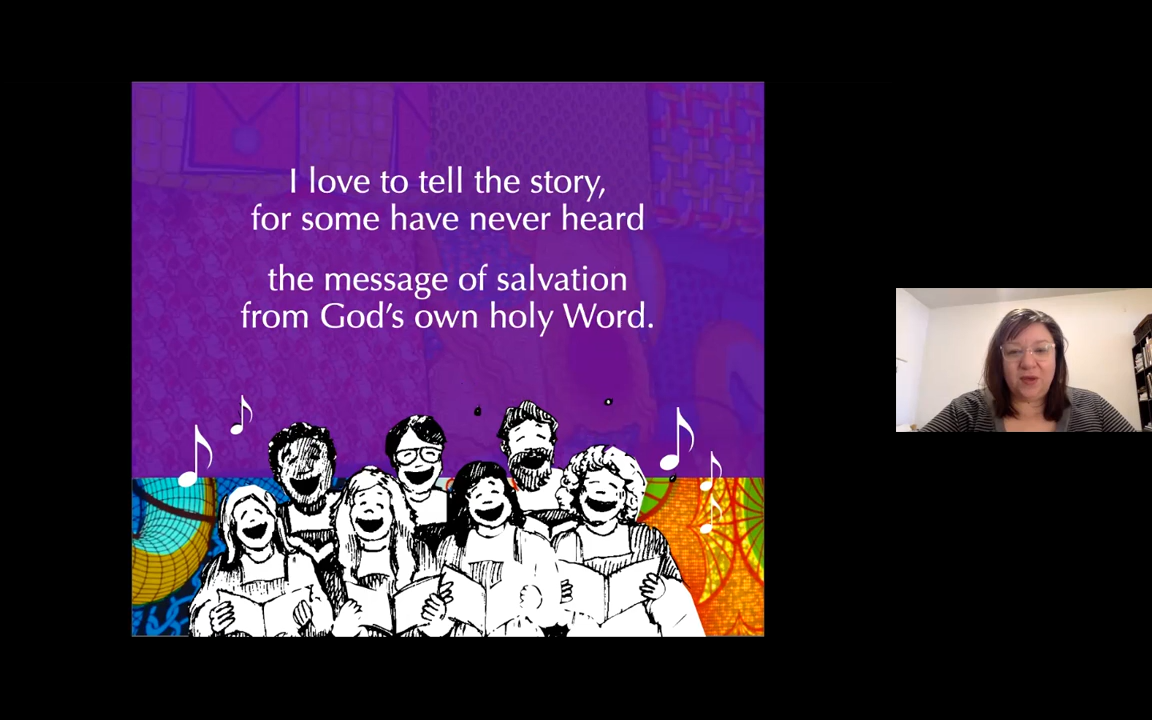 I love to tell the story,
for some have never heard
the message of salvation
from God’s own holy Word.